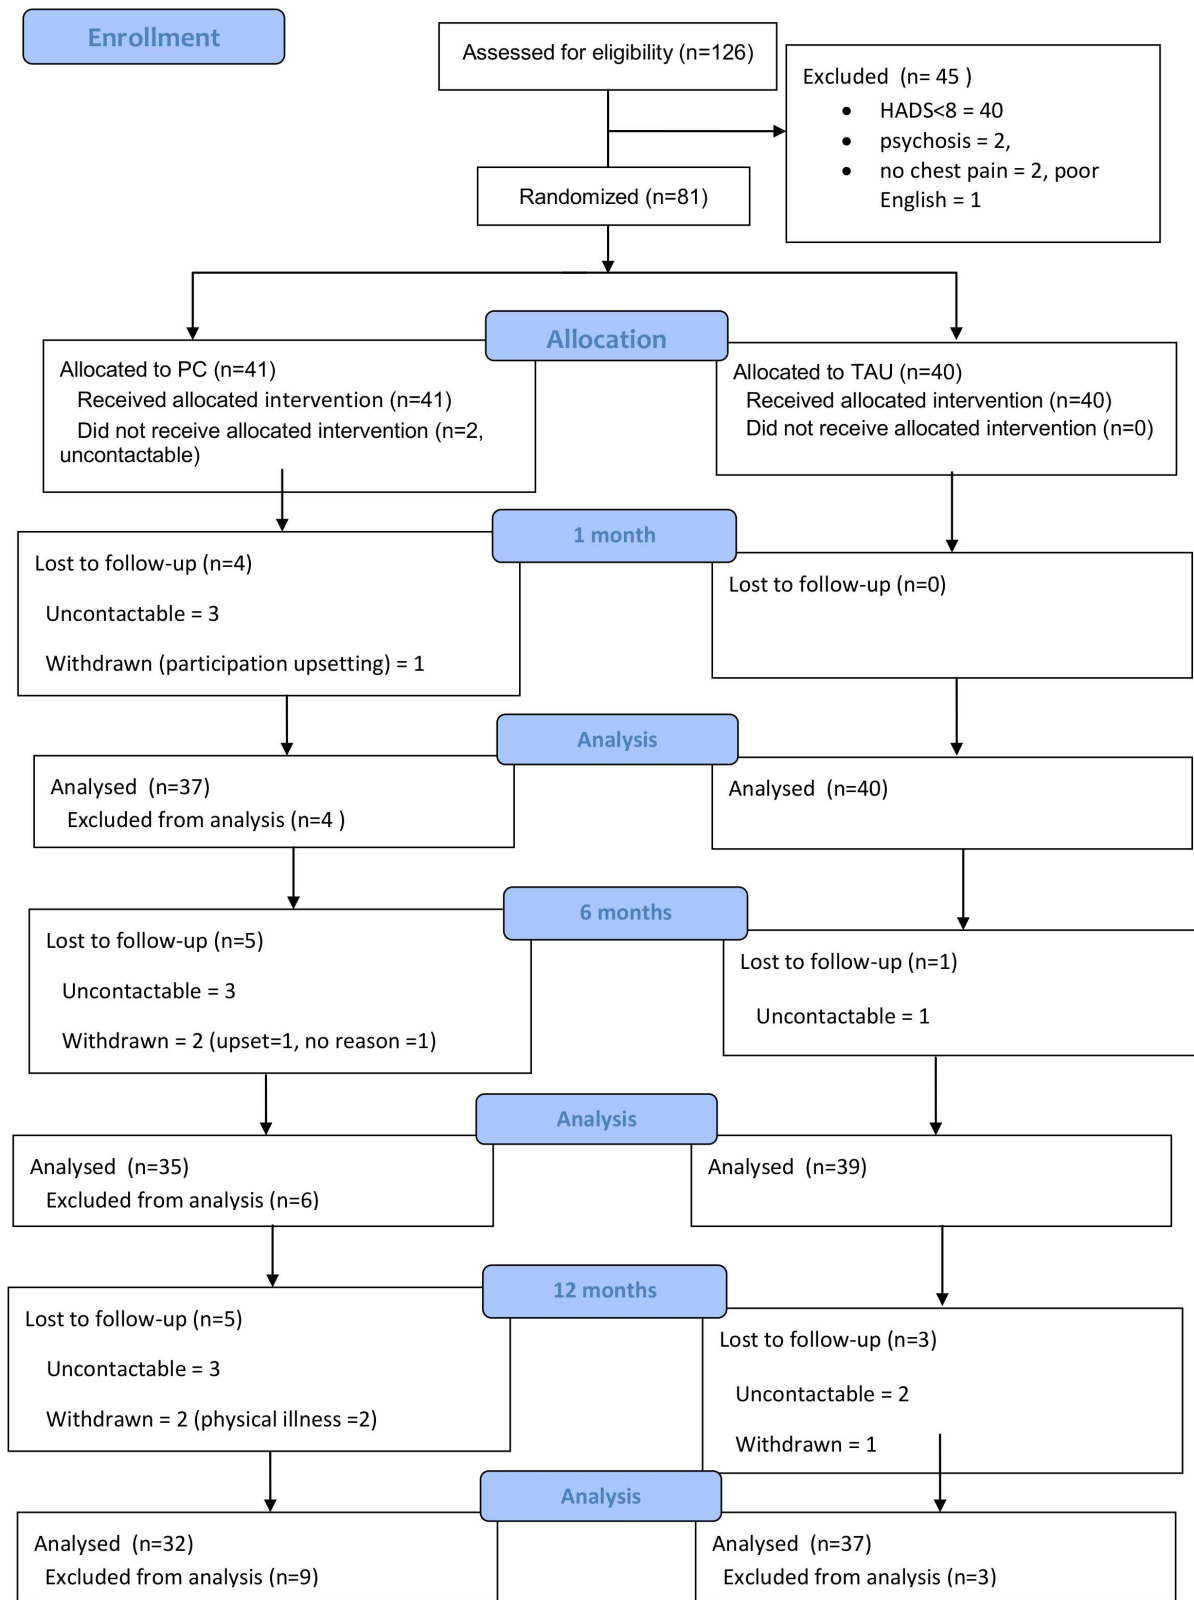 Enrollment
Assessed for eligibility (n=126)
Excluded  (n= 45 )
• HADS<8 = 40
• psychosis = 2,
• no chest pain = 2, poor
English = 1
Randomized (n=81)
Allocation
Allocated to PC (n=41)
Received allocated intervention (n=41)
Did not receive allocated intervention (n=2,
uncontactable)
Allocated to TAU (n=40)
Received allocated intervention (n=40)
Did not receive allocated intervention (n=0)
1 month
Lost to follow-up (n=4)
Uncontactable = 3
Withdrawn (participation upsetting) = 1
Lost to follow-up (n=0)
Analysis
Analysed  (n=37)
Excluded from analysis (n=4 )
Analysed  (n=40)
6 months
Lost to follow-up (n=5)
Uncontactable = 3
Withdrawn = 2 (upset=1, no reason =1)
Lost to follow-up (n=1)
Uncontactable = 1
Analysis
Analysed  (n=35)
Excluded from analysis (n=6)
Analysed  (n=39)
12 months
Lost to follow-up (n=5)
Uncontactable = 3
Withdrawn = 2 (physical illness =2)
Lost to follow-up (n=3)
Uncontactable = 2
Withdrawn = 1
Analysis
Analysed  (n=32)
Excluded from analysis (n=9)
Analysed  (n=37)
Excluded from analysis (n=3)